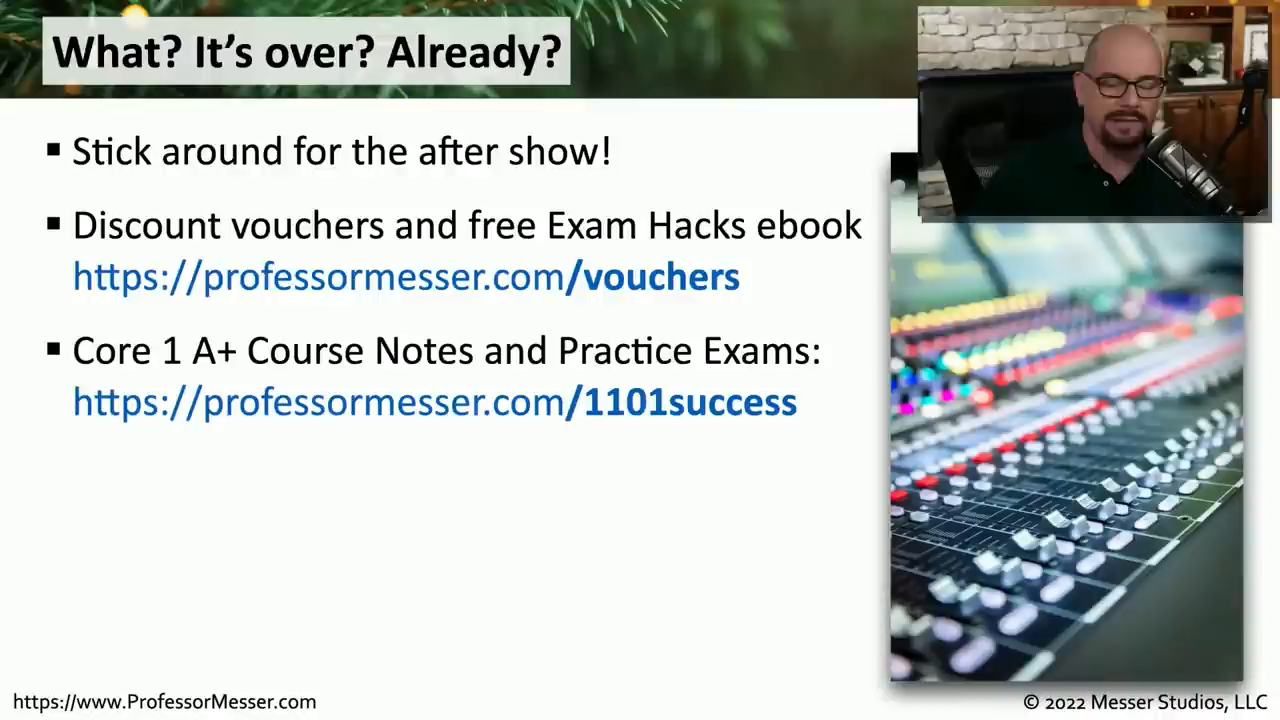 What? It's over? Already?
▪ Stick around for the after show!
▪ Discount vouchers and free Exam Hacks ebook
https://professormesser.com/vouchers
▪ Core 1 A+ Course Notes and Practice Exams:
https://professormesser.com/1101success
https://www.ProfessorMesser.com
© 2022 Messer Studios, LLC